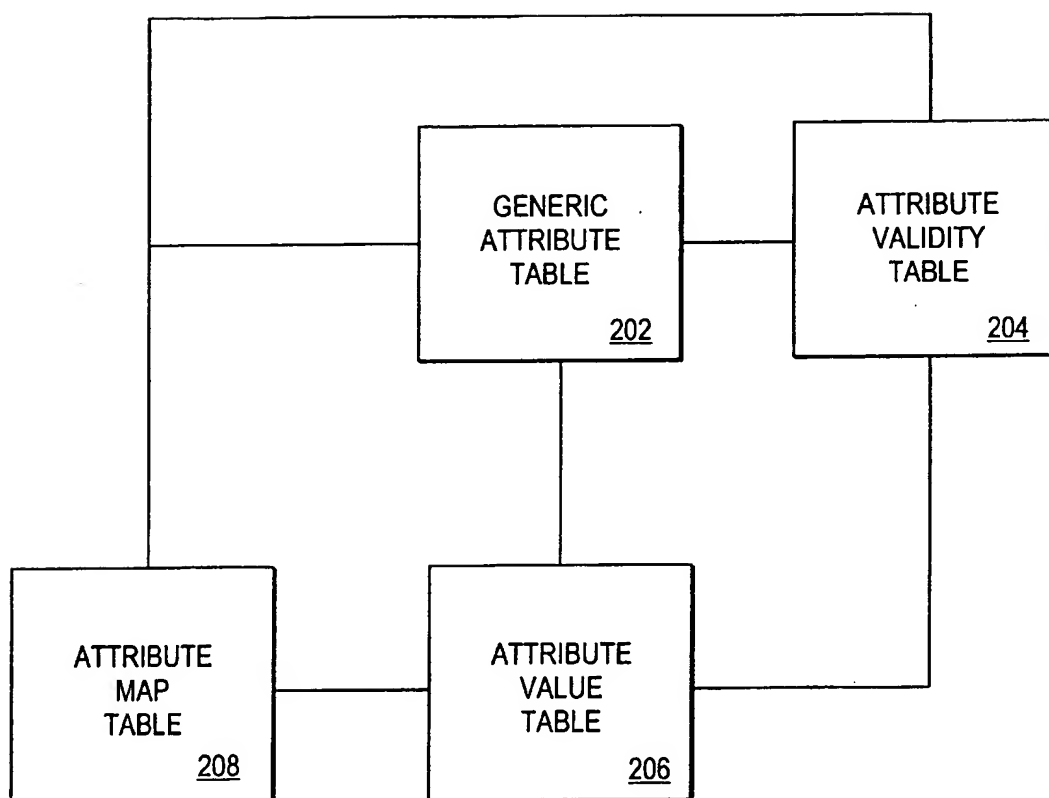 GENERIC
ATTRIBUTE
TABLE
202
ATTRIBUTE
VALIDITY
TABLE
204
ATTRIBUTE
MAP
TABLE
208
ATTRIBUTE
VALUE
TABLE
206